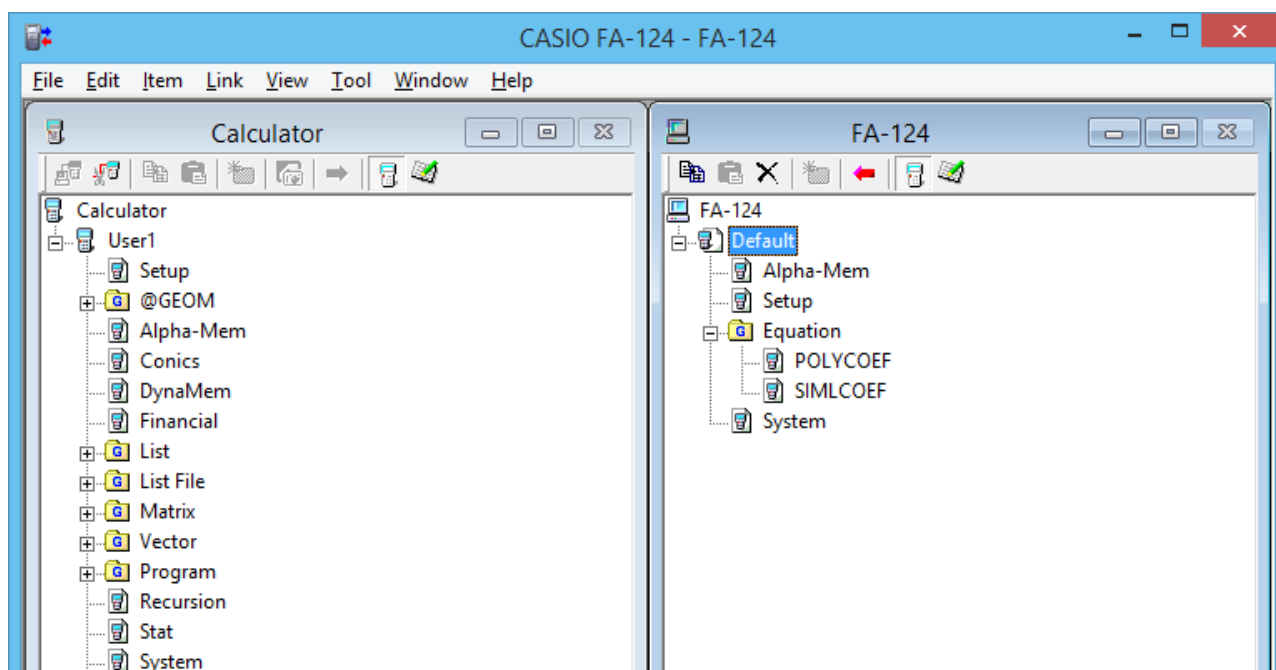 CASIO FA-124 - FA-124
File Edit Item Link View Tool Window Help
Calculator
Calculator
User1
Setup
@GEOM
Alpha-Mem
Conics
DynaMem
Financial
List
List File
Matrix
Vector
Program
Recursion
Stat
System
FA-124
FA-124
Default
Alpha-Mem
Setup
Equation
POLYCOEF
SIMLCOEF
System